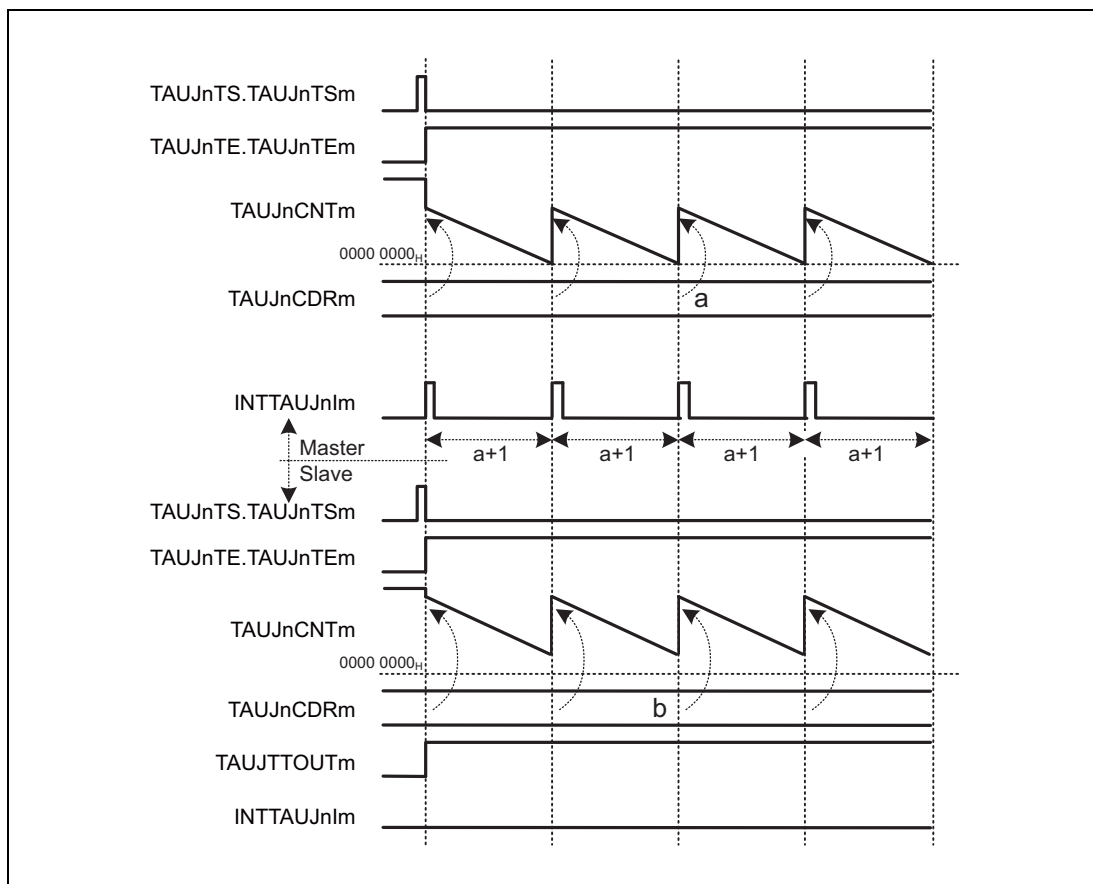 TAUJnTS.TAUJnTSm
TAUJnTE.TAUJnTEm
TAUJnCNTm
0000 0000H
TAUJnCDRm
a
INTTAUJnIm
a+1 a+1 a+1 a+1
Master
Slave
TAUJnTS.TAUJnTSm
TAUJnTE.TAUJnTEm
TAUJnCNTm
0000 0000H
TAUJnCDRm
b
TAUJTTOUTm
INTTAUJnIm